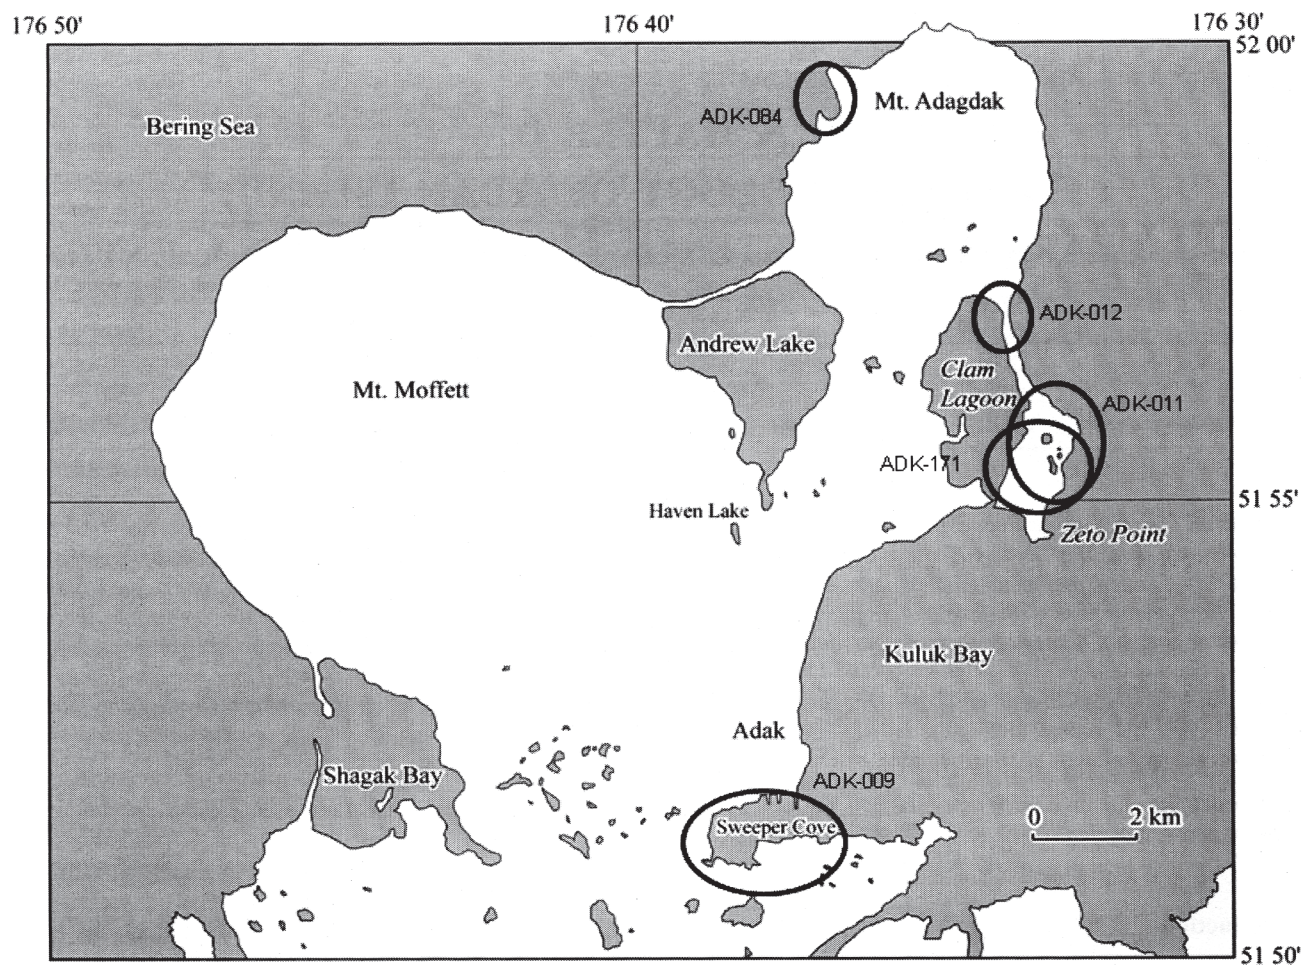 176 50'
176 40'
176 30'
52 00'
Bering Sea
ADK-084
Mt. Adagdak
ADK-012
Andrew Lake
Mt. Moffett
Clam
Lagoon
ADK-011
ADK-171
51 55'
Haven Lake
Zeto Point
Kuluk Bay
Adak
Shagak Bay
ADK-009
Sweeper Cove
0 2 km
51 50'